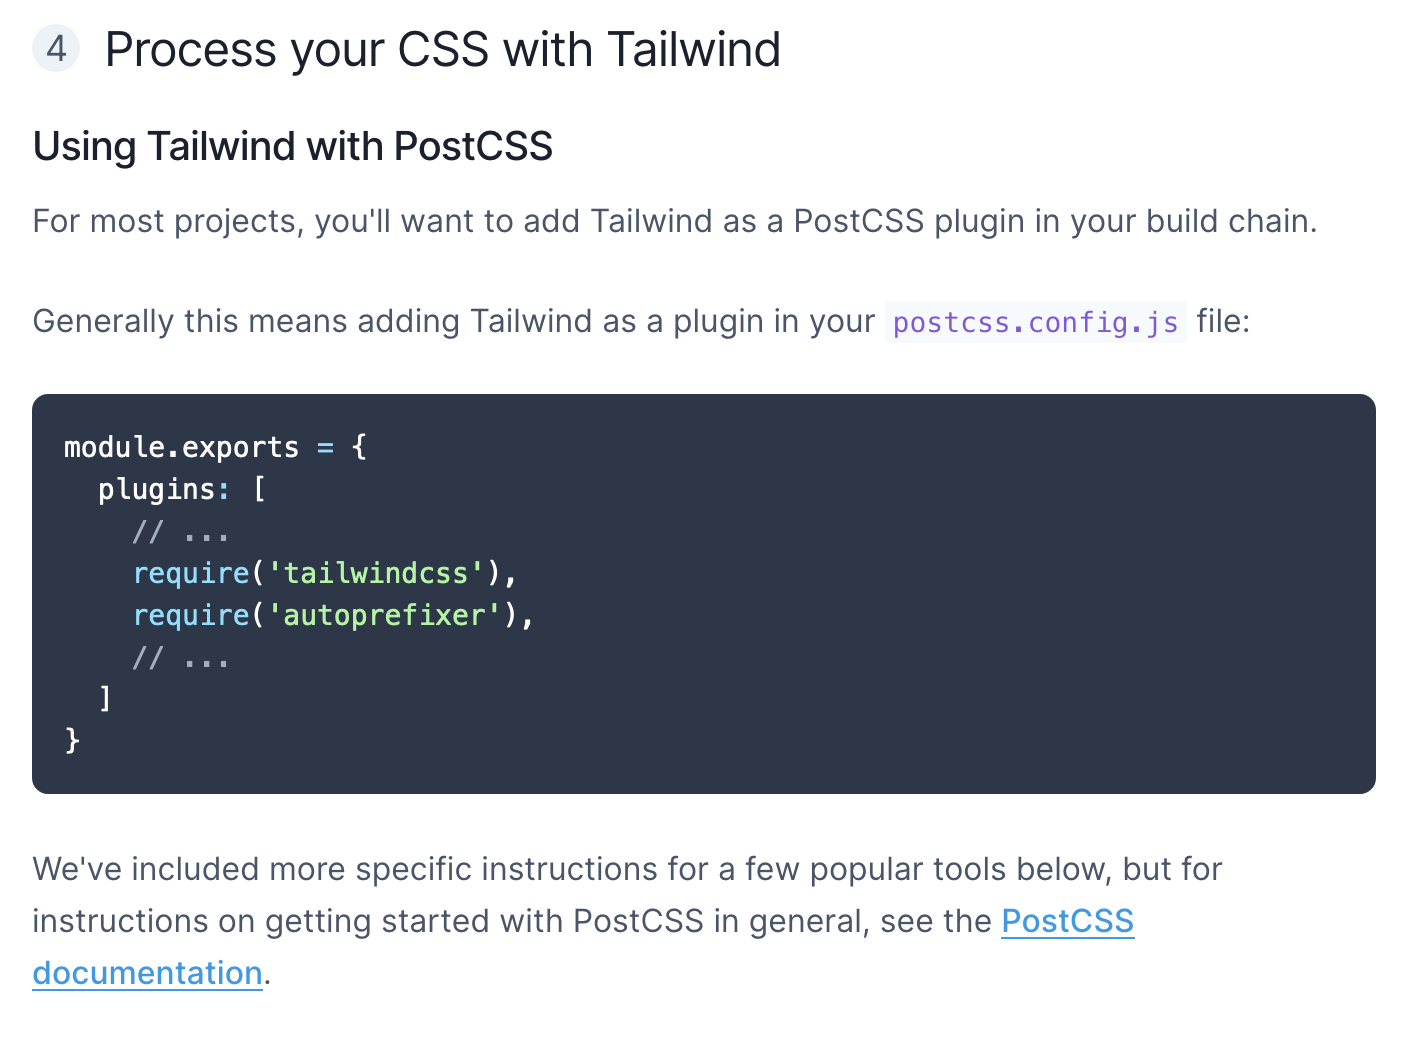 4 Process your CSS with Tailwind
Using Tailwind with PostCSS
For most projects, you'll want to add Tailwind as a PostCSS plugin in your build chain.
Generally this means adding Tailwind as a plugin in your postcss.config.js file:
module.exports = {
  plugins: [
    // ...
    require('tailwindcss'),
    require('autoprefixer'),
    // ...
  ]
}
We've included more specific instructions for a few popular tools below, but for
instructions on getting started with PostCSS in general, see the PostCSS
documentation.